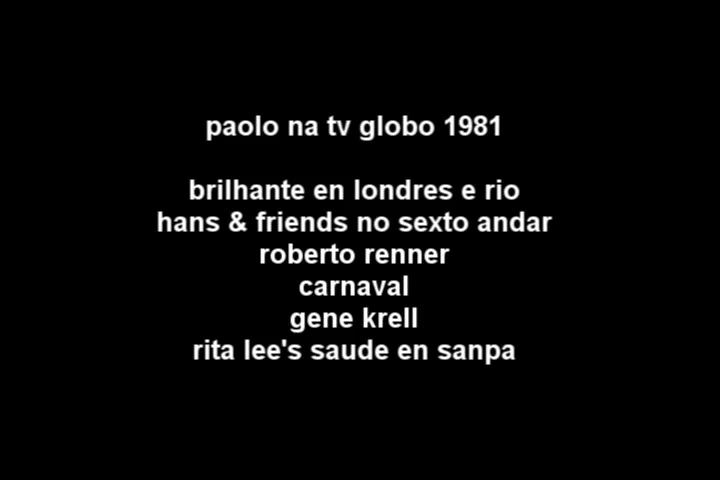 paolo na tv globo 1981
brilhante en londres e rio
hans & friends no sexto andar
roberto renner
carnaval
gene krell
rita lee's saude en sanpa